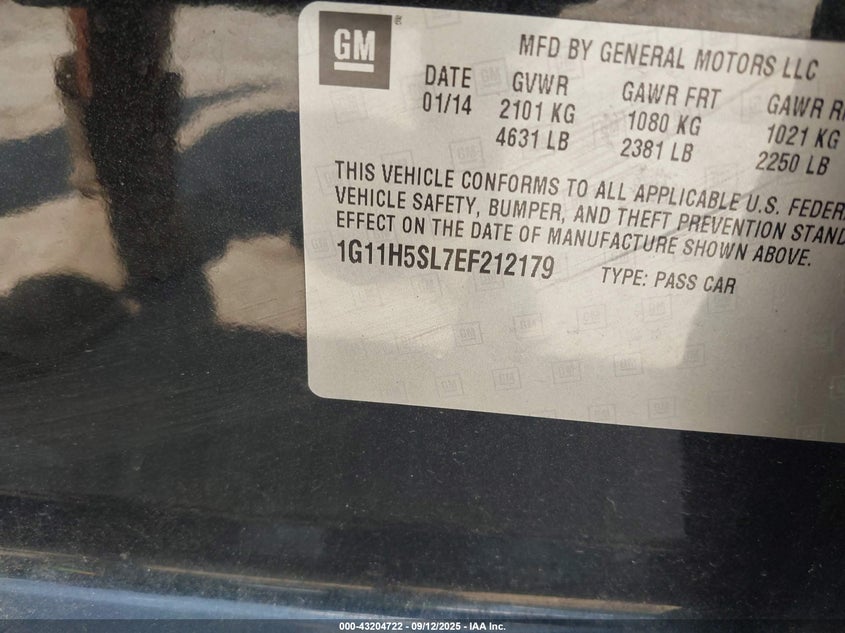 GM
MFD BY GENERAL MOTORS LLC
DATE GVWR GAWR FRT GAWR
01/14 2101 KG 1080 KG 1021 KG
4631 LB 2381 LB 2250 LB
THIS VEHICLE CONFORMS TO ALL APPLICABLE U.S. FEDER
VEHICLE SAFETY, BUMPER, AND THEFT PREVENTION STAND
EFFECT ON THE DATE OF MANUFACTURE SHOWN ABOVE.
1G11H5SL7EF212179 TYPE: PASS CAR
000-43204722 - 09/12/2025 - IAA Inc.